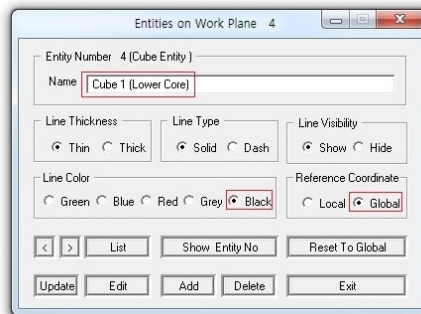 Entities on Work Plane 4
Entity Number 4 (Cube Entity )
Name Cube 1 (Lower Core)
Line Thickness Line Type Line Visibility
Thin Thick Solid Dash Show Hide
Line Color Reference Coordinate
Green Blue Red Grey Black Local Global
< > List Show Entity No Reset To Global
Update Edit Add Delete Exit